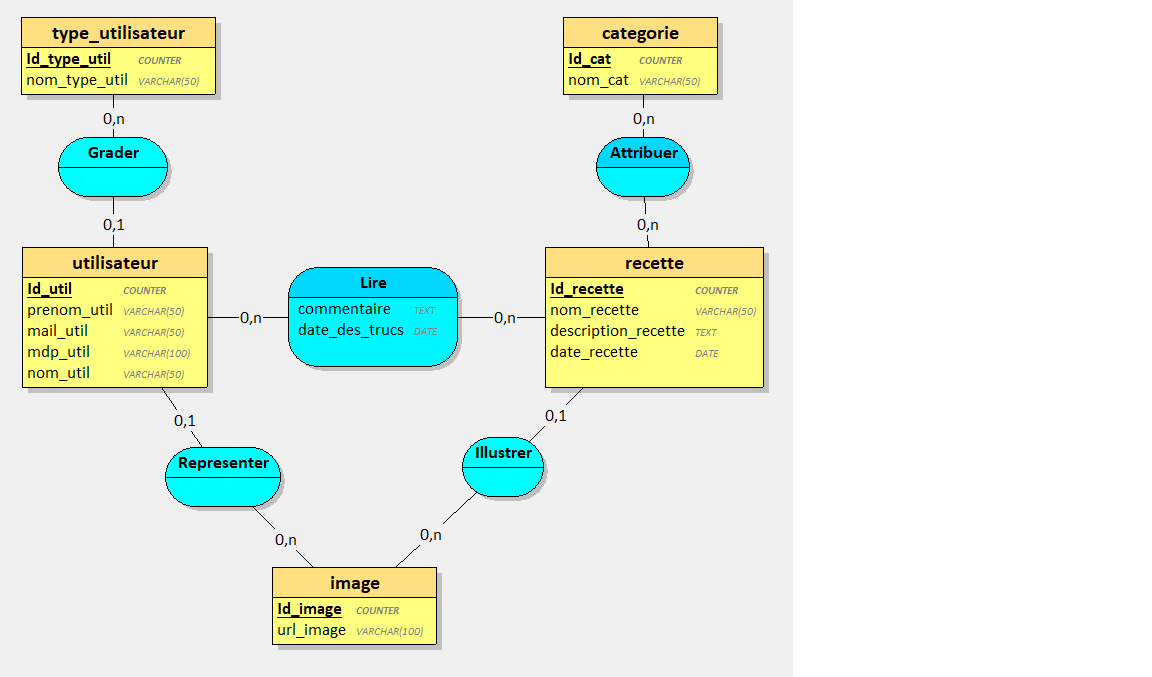 type_utilisateur
Id_type_util COUNTER
nom_type_util VARCHAR(50)
categorie
Id_cat COUNTER
nom_cat VARCHAR(50)
0,n
0,n
Grader
Attribuer
0,1
0,n
utilisateur
Id_util COUNTER
prenom_util VARCHAR(50)
mail_util VARCHAR(50)
mdp_util VARCHAR(100)
nom_util VARCHAR(50)
0,n
Lire
commentaire TEXT
date_des_trucs DATE
0,n
recette
Id_recette COUNTER
nom_recette VARCHAR(50)
description_recette TEXT
date_recette DATE
0,1
0,1
Representer
Illustrer
0,n
0,n
image
Id_image COUNTER
url_image VARCHAR(100)